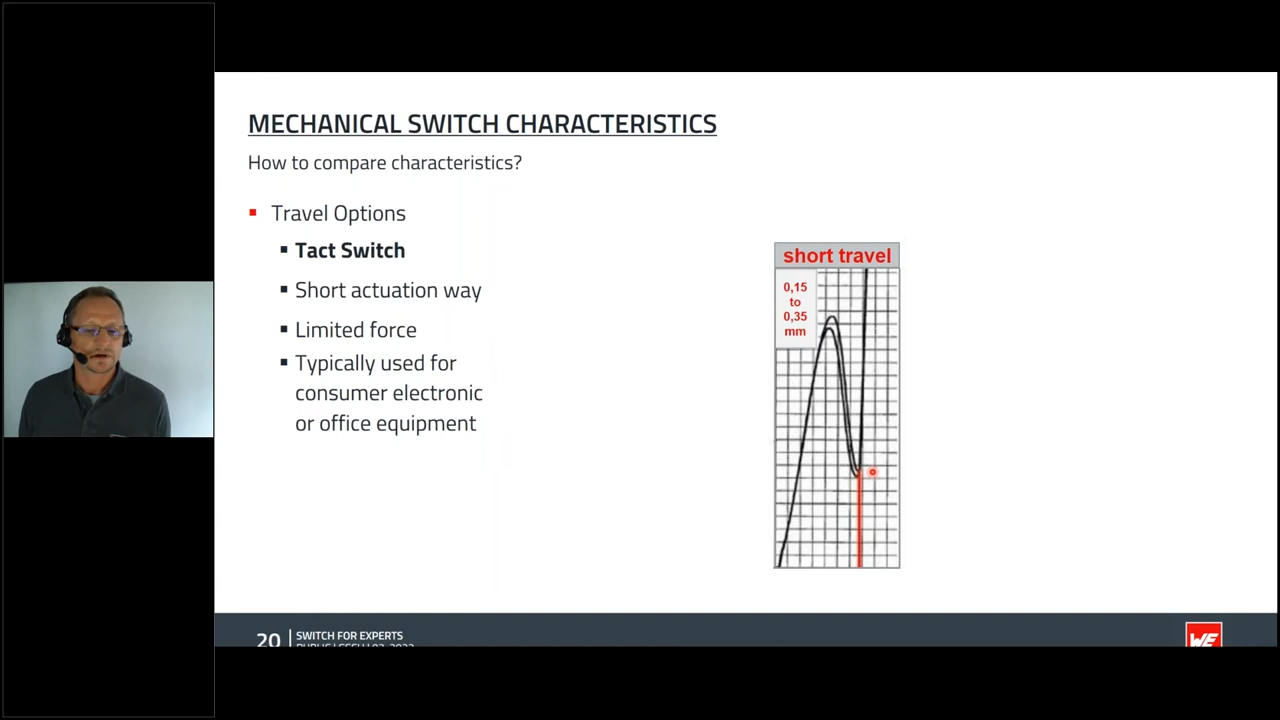 MECHANICAL SWITCH CHARACTERISTICS
How to compare characteristics?
Travel Options
Tact Switch
Short actuation way
Limited force
Typically used for
consumer electronic
or office equipment
short travel
0,15
to
0,35
mm
20
SWITCH FOR EXPERTS
WE